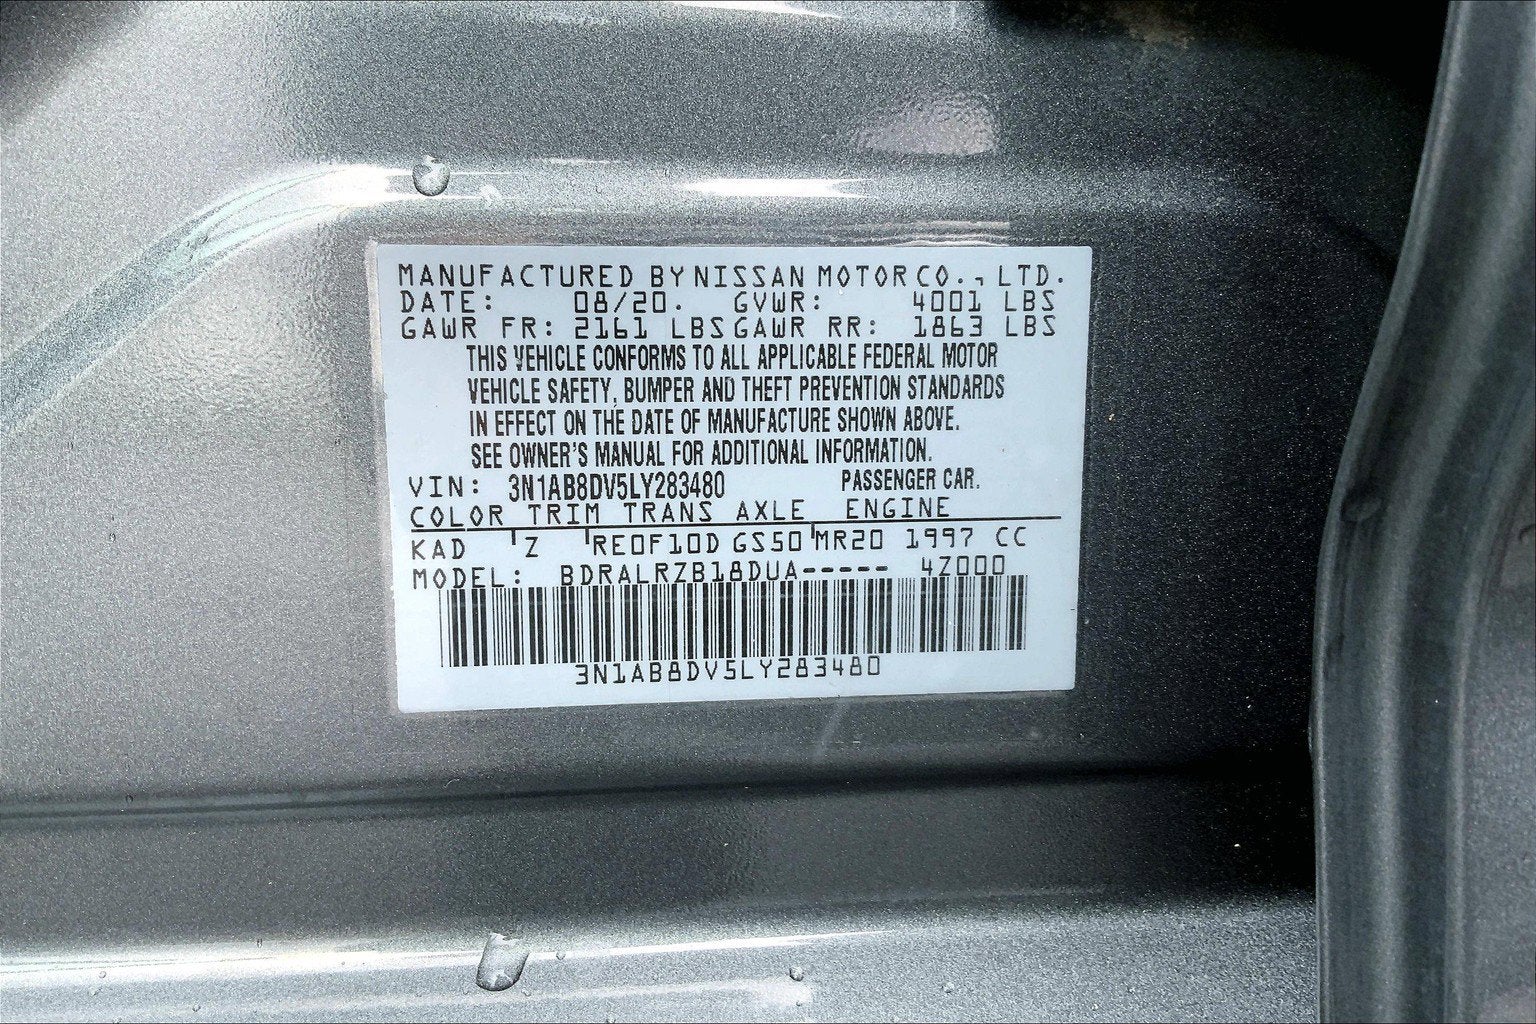 MANUFACTURED BY NISSAN MOTOR CO., LTD.
DATE: 08/20. GVWR: 4001 LBS
GAWR FR: 2161 LBS GAWR RR: 1863 LBS
THIS VEHICLE CONFORMS TO ALL APPLICABLE FEDERAL MOTOR
VEHICLE SAFETY, BUMPER AND THEFT PREVENTION STANDARDS
IN EFFECT ON THE DATE OF MANUFACTURE SHOWN ABOVE.
SEE OWNER'S MANUAL FOR ADDITIONAL INFORMATION.
VIN: 3N1AB8DV5LY283480 PASSENGER CAR.
COLOR TRIM TRANS AXLE ENGINE
KAD Z RE0F10D GS50 MR20 1997 CC
MODEL: BDRALRZB18DUA----- 4Z000
3N1AB8DV5LY283480